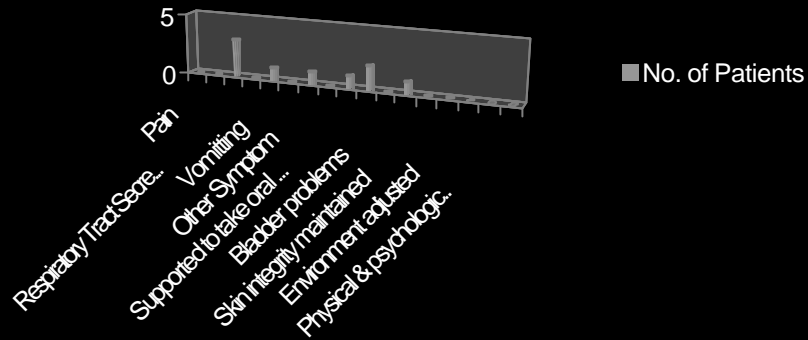 5
0
No. of Patients
Pain
Respiratory Tract Secre...
Vomitting
Other Symptom
Supported to take oral ...
Bladder problems
Skin integrity maintained
Environment adjusted
Physical & psychologic...